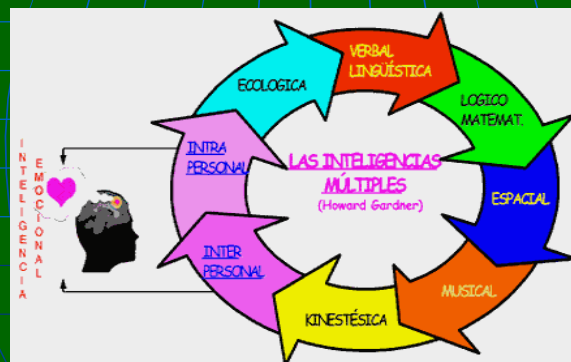 LAS INTELIGENCIAS
MÚLTIPLES
(Howard Gardner)
VERBAL
LINGÜÍSTICA
LOGICO
MATEMAT.
ESPACIAL
MUSICAL
KINESTÉSICA
INTER
PERSONAL
INTRA
PERSONAL
ECOLOGICA
INTELIGENCIA
EMOCIONAL